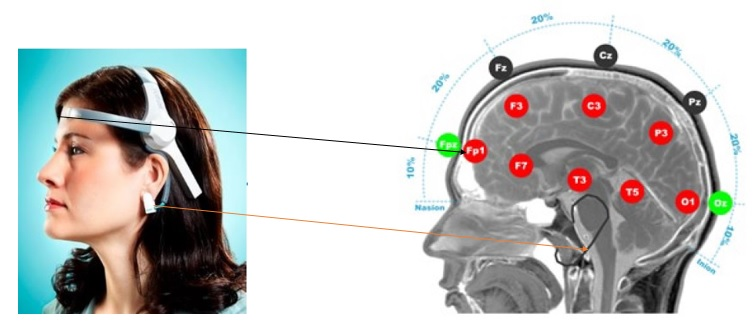 20%
Cz
20%
Fz
20%
Pz
F3
C3
P3
20%
Fpz
Fp1
10%
F7
T3
T5
O1
Oz
Nasion
10%
Inion